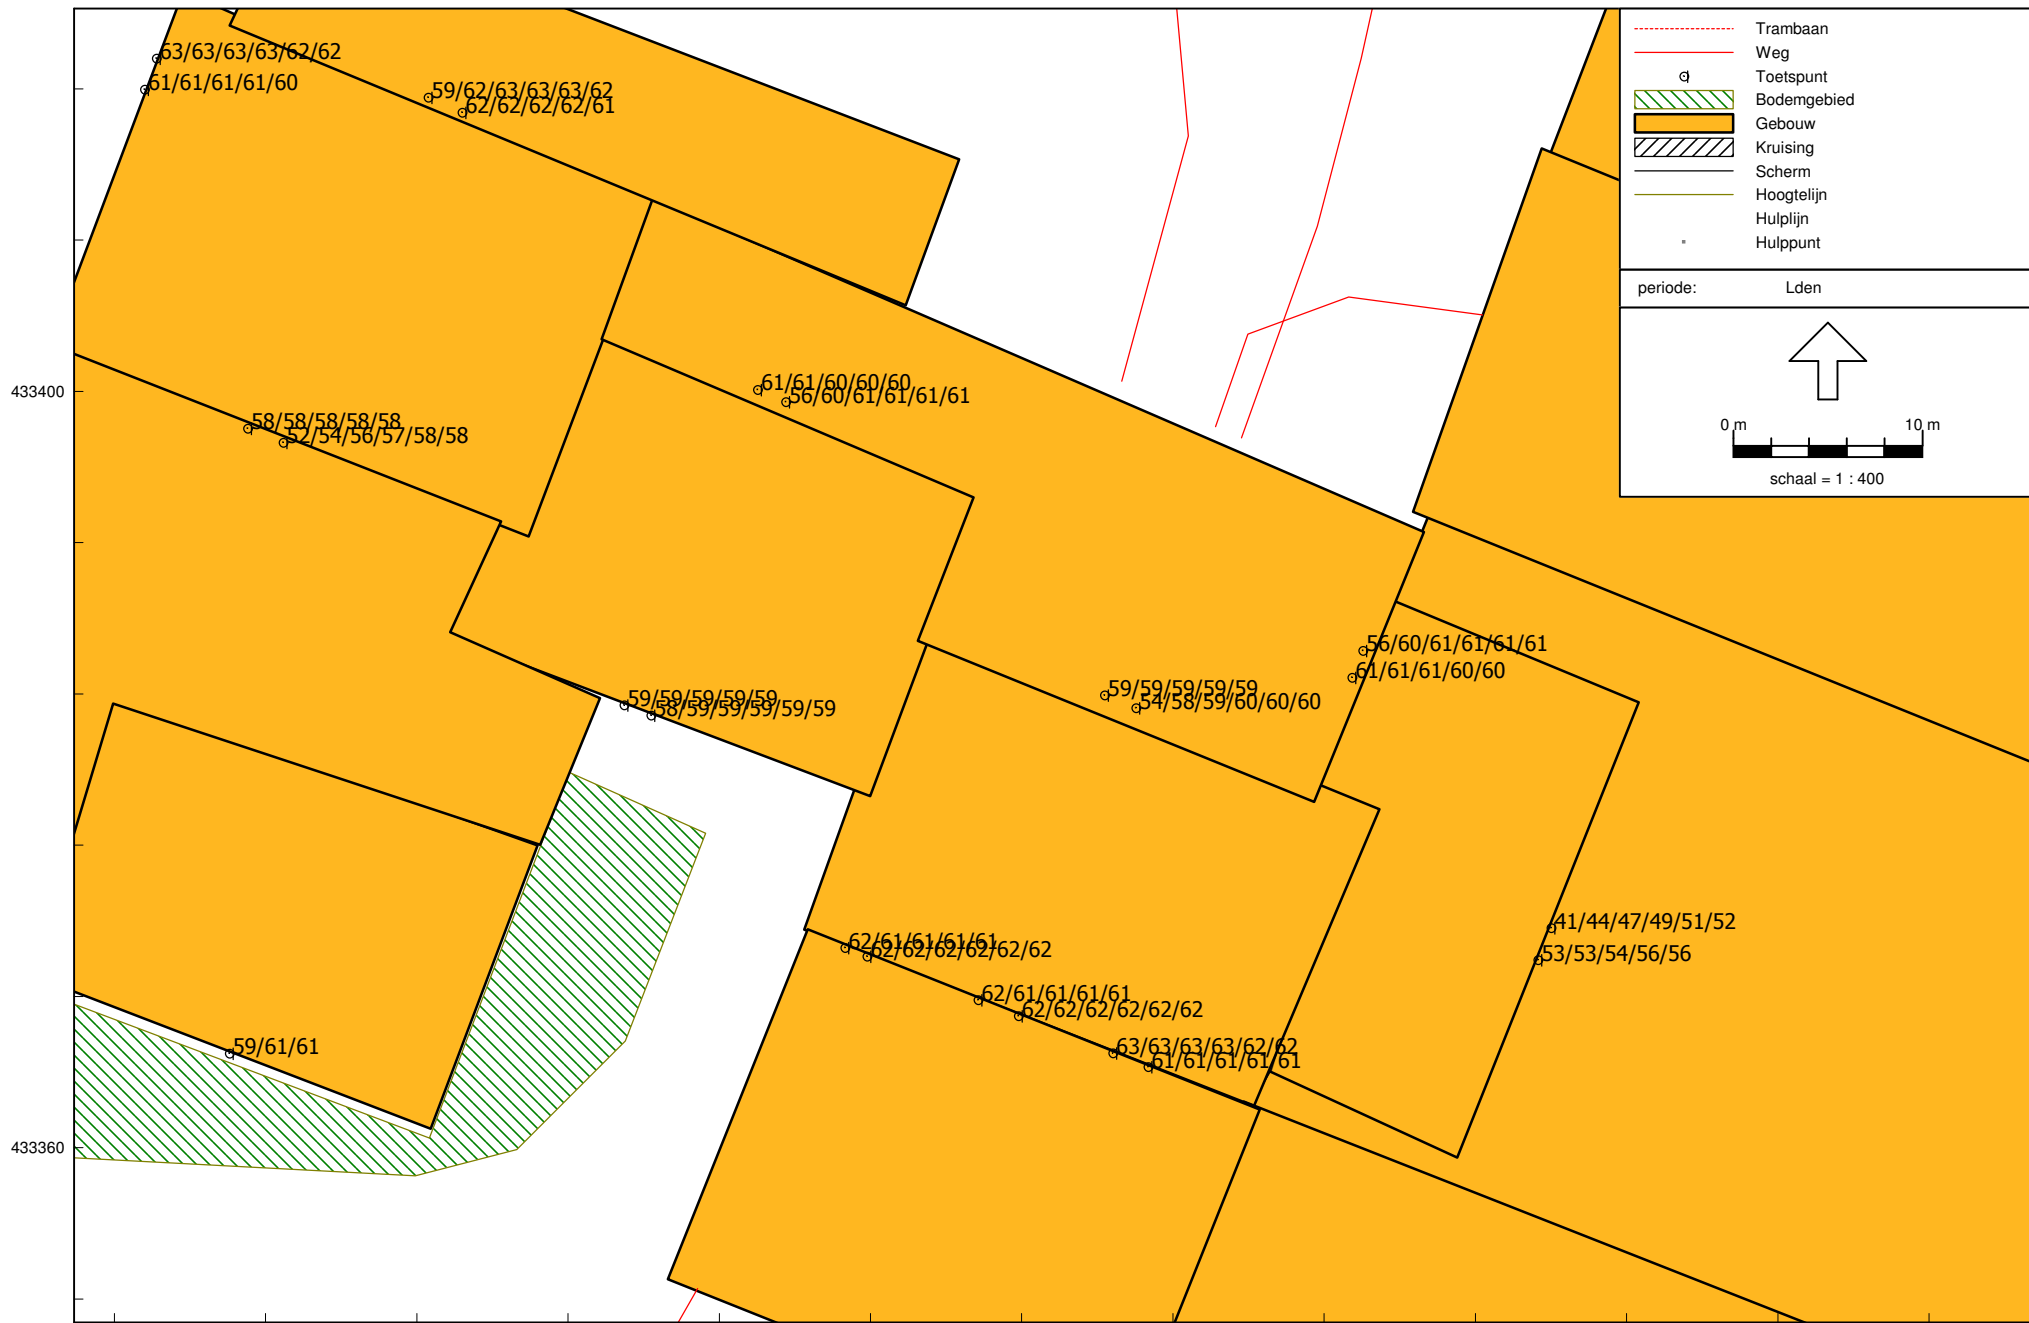 63/63/63/63/62/62
61/61/61/61/60
59/62/63/63/63/62
62/62/62/62/61
Trambaan
Weg
Toetspunt
Bodemgebied
Gebouw
Kruising
Scherm
Hoogtelijn
Hulplijn
Hulppunt
periode: Lden
0 m 10 m
schaal = 1 : 400
433400
61/61/60/60/60
56/60/61/61/61/61
58/58/58/58/58
52/54/56/57/58/58
56/60/61/61/61/61
61/61/61/60/60
59/59/59/59/59
54/58/59/60/60/60
59/59/59/59/59
58/59/59/59/59/59
41/44/47/49/51/52
53/53/54/56/56
62/61/61/61/61
62/62/62/62/62/62
62/61/61/61/61
62/62/62/62/62/62
63/63/63/63/62/62
61/61/61/61/61
59/61/61
433360